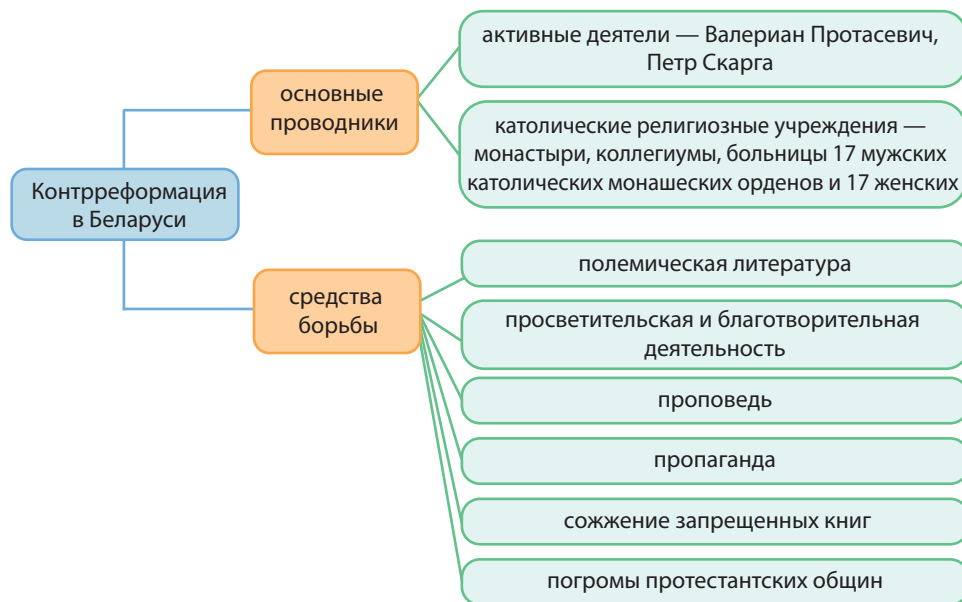 Контрреформация
в Беларуси
основные
проводники
активные деятели — Валериан Протасевич,
Петр Скарга
католические религиозные учреждения —
монастыри, коллегиумы, больницы 17 мужских
католических монашеских орденов и 17 женских
средства
борьбы
полемическая литература
просветительская и благотворительная
деятельность
проповедь
пропаганда
сожжение запрещенных книг
погромы протестантских общин